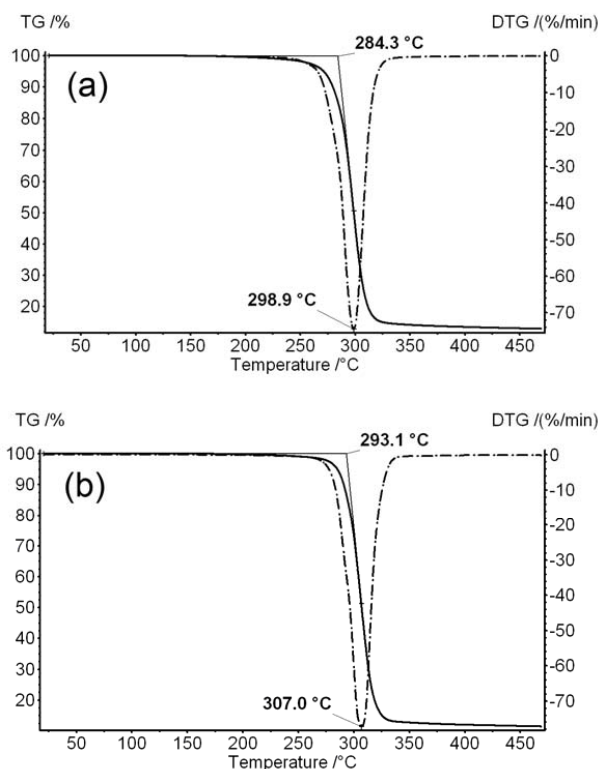 TG /% DTG /(%/min)
100 284.3 °C 0
(a)
90 -10
80
70 -20
60 -30
50 -40
40 -50
30 298.9 °C -60
20 -70
50 100 150 200 250 300 350 400 450
Temperature /°C
TG /% DTG /(%/min)
100 293.1 °C 0
(b)
90 -10
80 -20
70
60 -30
50 -40
40 -50
30 -60
20 307.0 °C -70
50 100 150 200 250 300 350 400 450
Temperature /°C